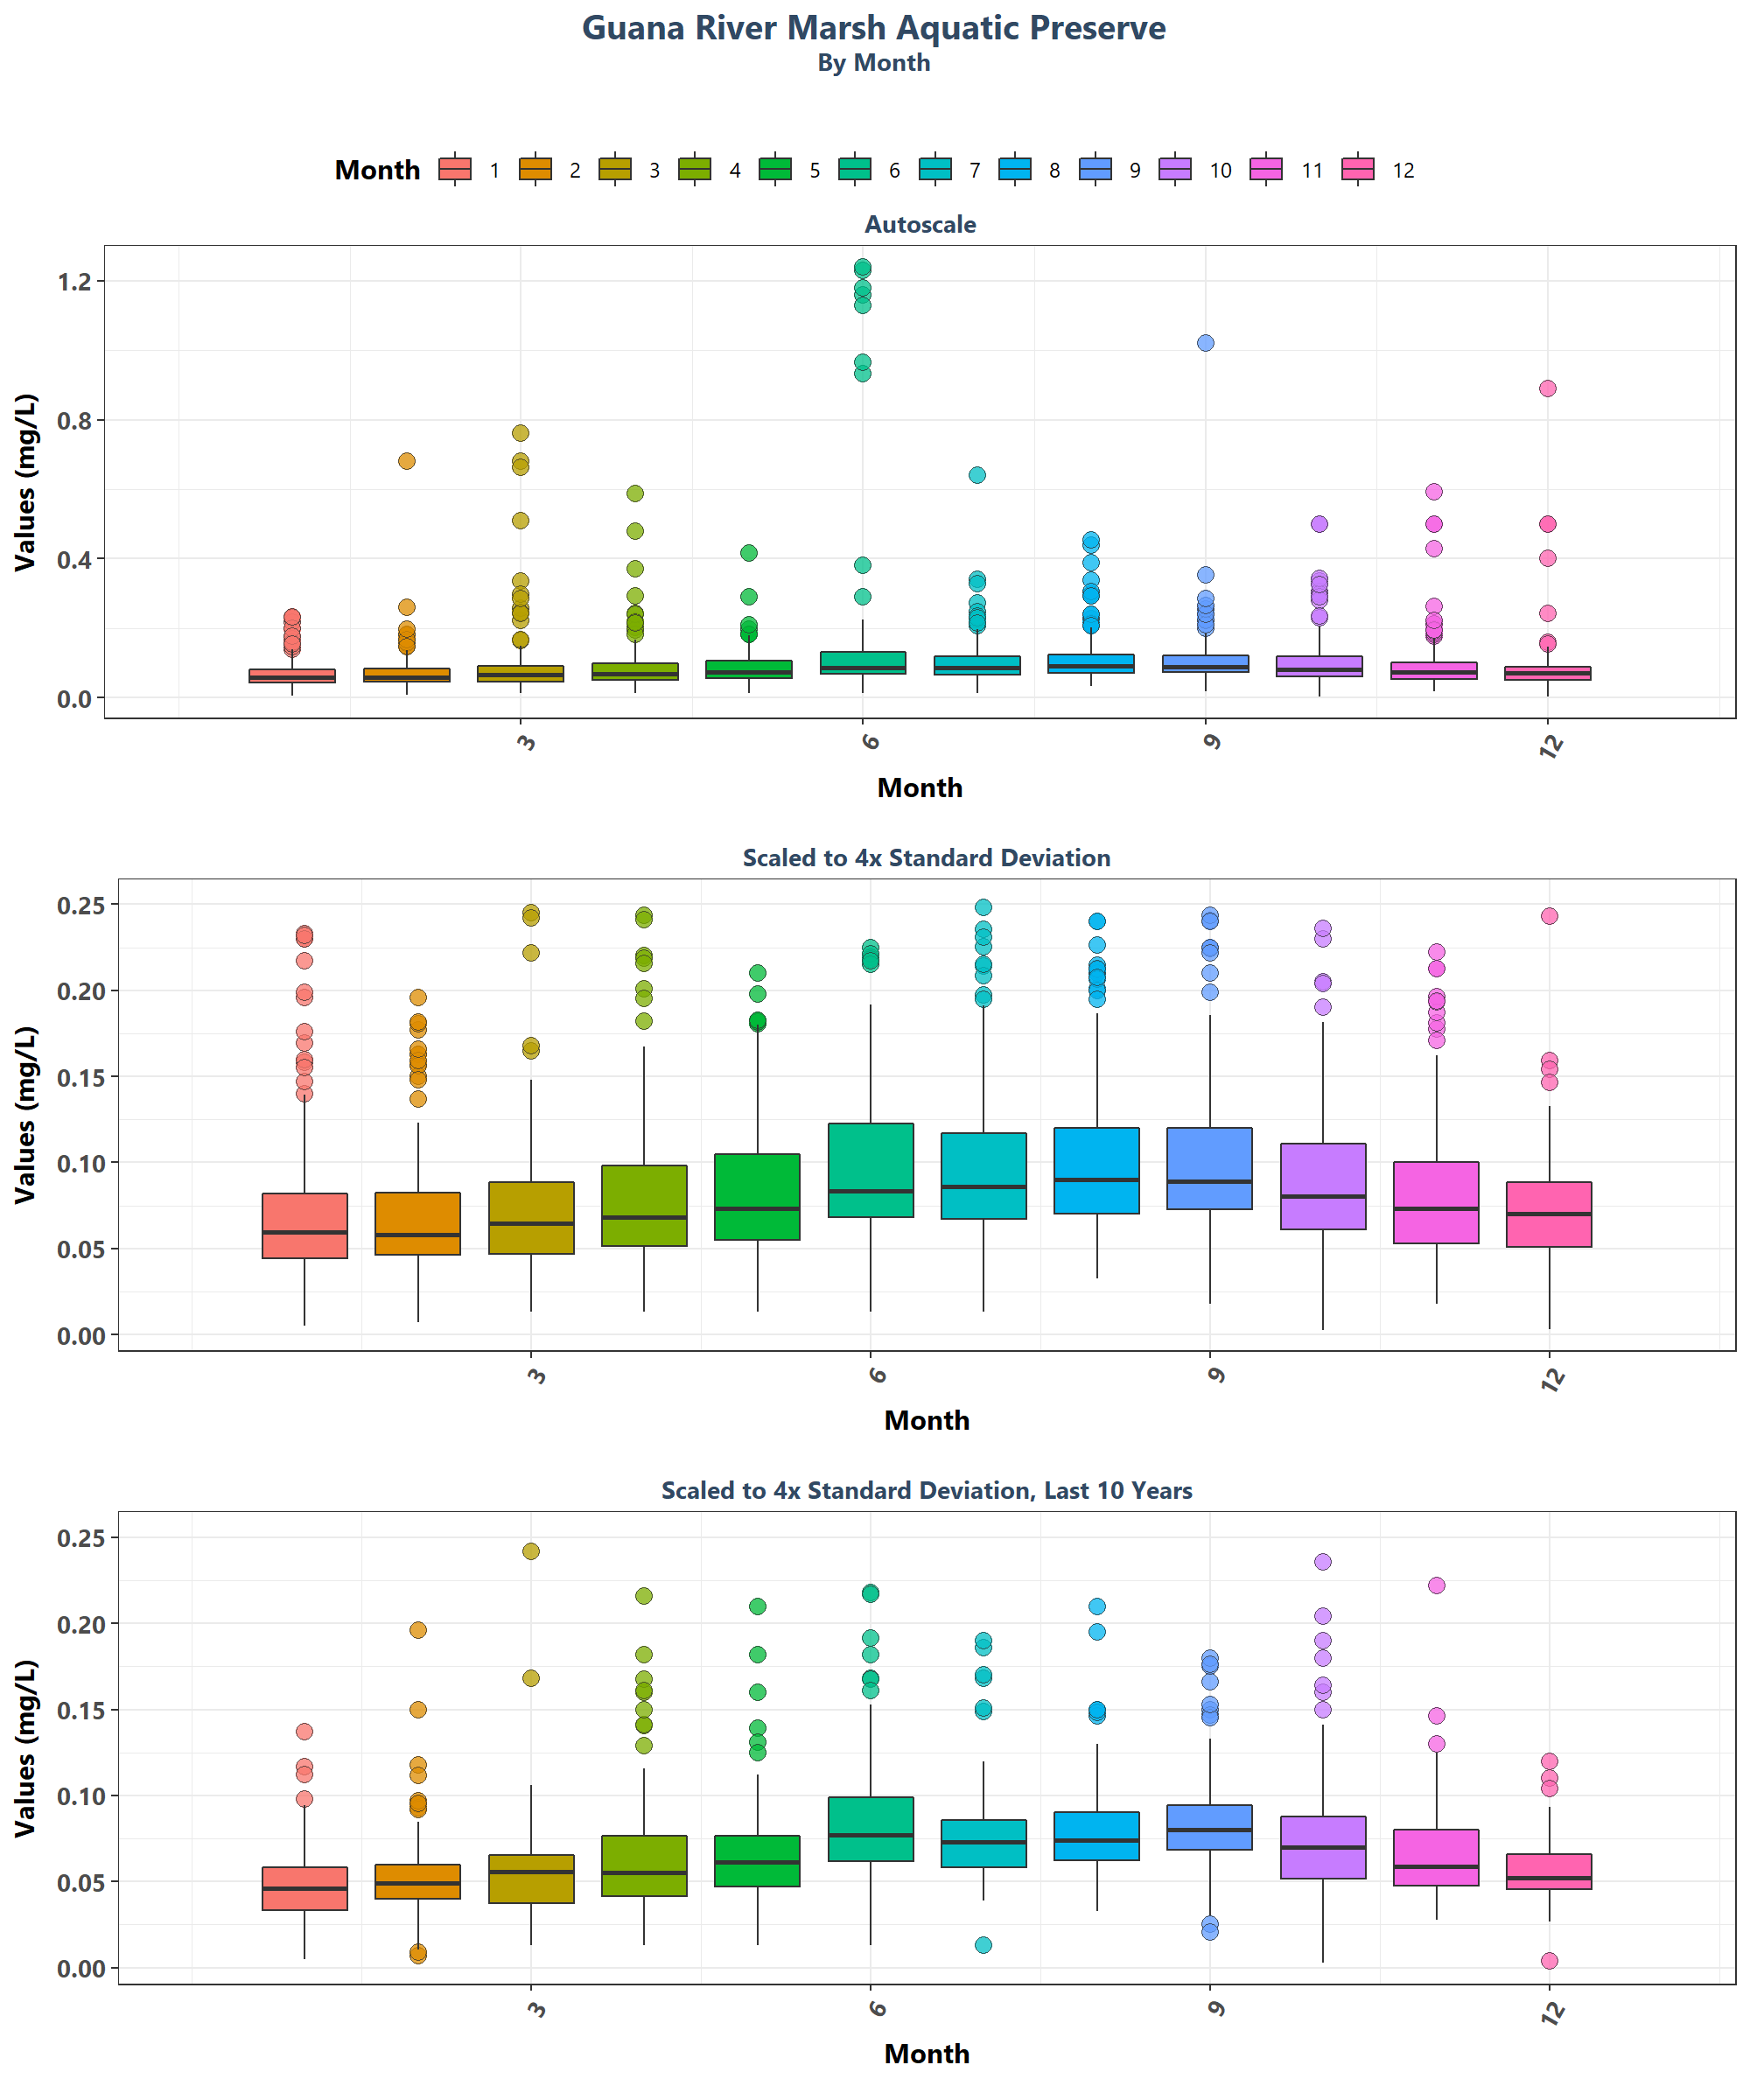 Guana River Marsh Aquatic Preserve
By Month
Month 1 2 3 4 5 6 7 8 9 10 11 12
Autoscale
Values (mg/L)
1.2
0.8
0.4
0.0
3 6 9 12
Month
Scaled to 4x Standard Deviation
Values (mg/L)
0.25
0.20
0.15
0.10
0.05
0.00
3 6 9 12
Month
Scaled to 4x Standard Deviation, Last 10 Years
Values (mg/L)
0.25
0.20
0.15
0.10
0.05
0.00
3 6 9 12
Month